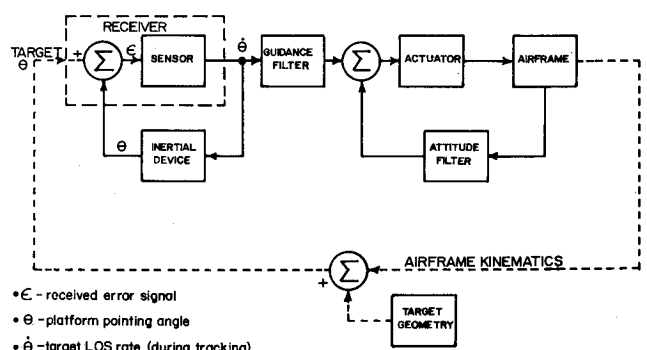 RECEIVER
TARGET
θ
+
Σ
ϵ
SENSOR
θ̇
GUIDANCE
FILTER
Σ
ACTUATOR
AIRFRAME
θ
INERTIAL
DEVICE
ATTITUDE
FILTER
Σ
+
AIRFRAME KINEMATICS
TARGET
GEOMETRY
• ϵ - received error signal
• θ - platform pointing angle
• θ̇ - target LOS rate (during tracking)